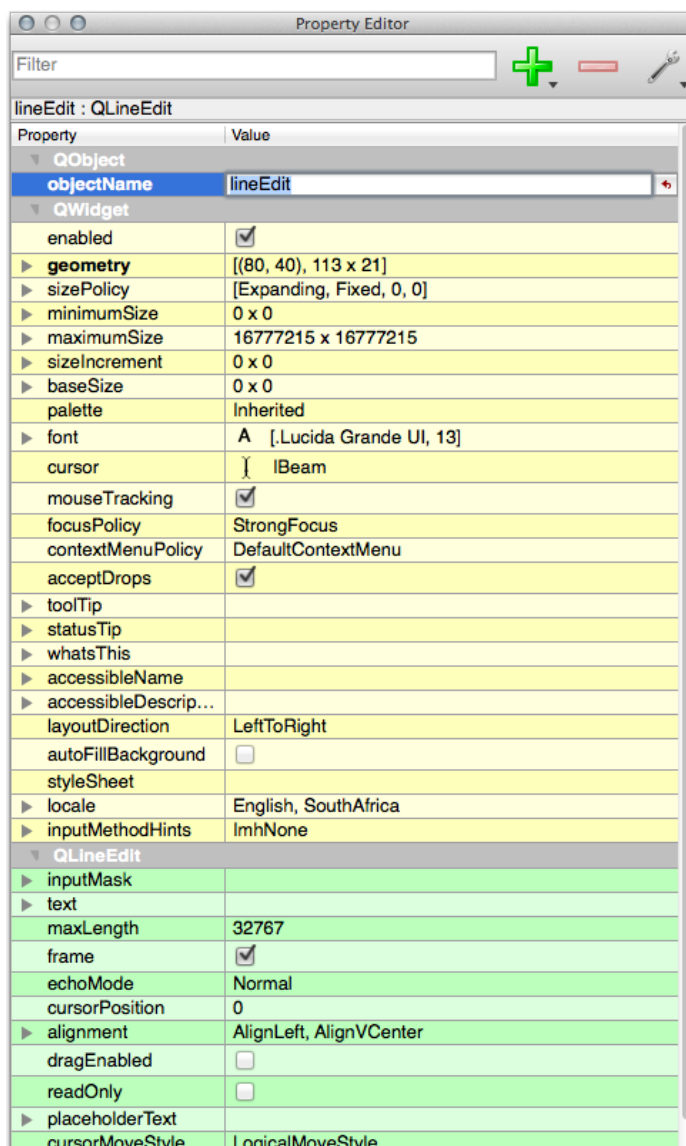 Property Editor
Filter
lineEdit : QLineEdit
Property Value
QObject
objectName lineEdit
QWidget
enabled
geometry [(80, 40), 113 x 21]
sizePolicy [Expanding, Fixed, 0, 0]
minimumSize 0 x 0
maximumSize 16777215 x 16777215
sizeIncrement 0 x 0
baseSize 0 x 0
palette Inherited
font A [.Lucida Grande UI, 13]
cursor IBeam
mouseTracking
focusPolicy StrongFocus
contextMenuPolicy DefaultContextMenu
acceptDrops
toolTip
statusTip
whatsThis
accessibleName
accessibleDescrip...
layoutDirection LeftToRight
autoFillBackground
styleSheet
locale English, SouthAfrica
inputMethodHints ImhNone
QLineEdit
inputMask
text
maxLength 32767
frame
echoMode Normal
cursorPosition 0
alignment AlignLeft, AlignVCenter
dragEnabled
readOnly
placeholderText
cursorMoveStyle LogicalMoveStyle